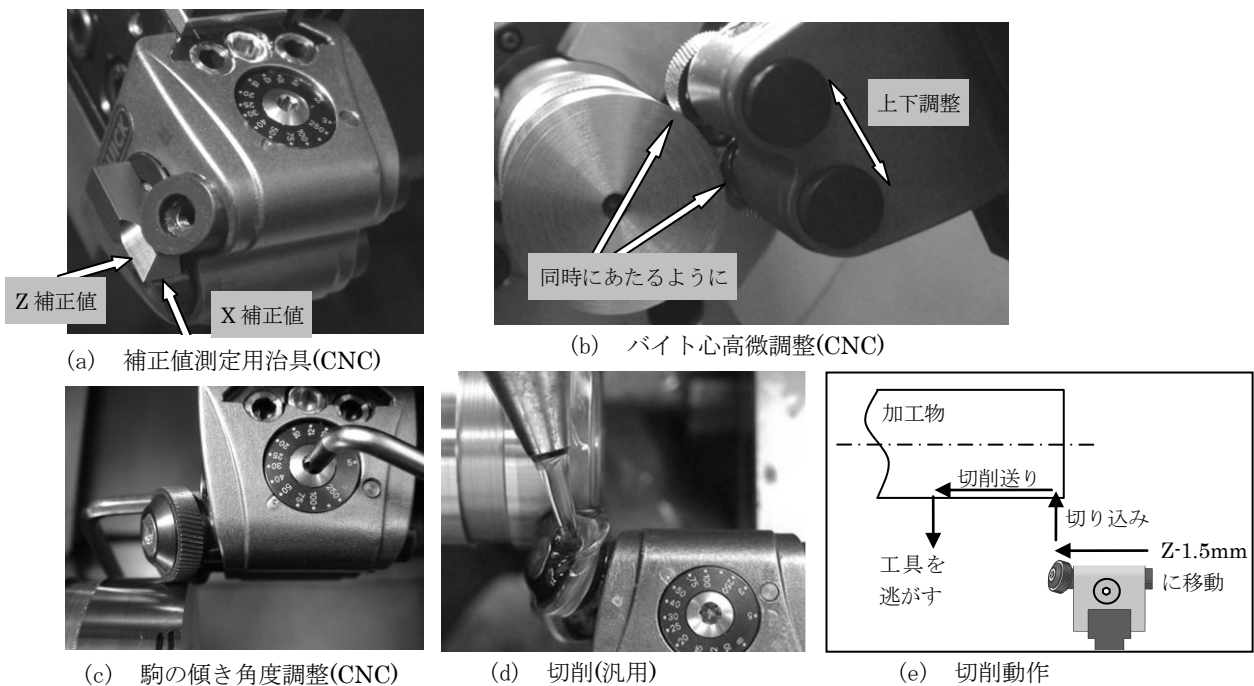 Z 補正値
X 補正値
(a) 補正値測定用治具(CNC)
上下調整
同時にあたるように
(b) バイト心高微調整(CNC)
(c) 駒の傾き角度調整(CNC)
(d) 切削(汎用)
加工物
切削送り
切り込み
工具を
逃がす
Z-1.5mm
に移動
(e) 切削動作